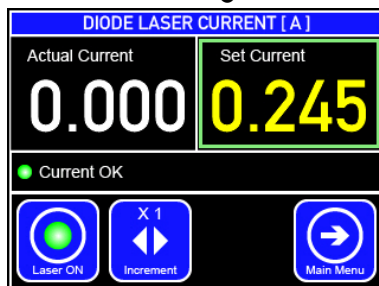 DIODE LASER CURRENT [ A ]
Actual Current
Set Current
0.000
0.245
Current OK
X 1
Laser ON
Increment
Main Menu